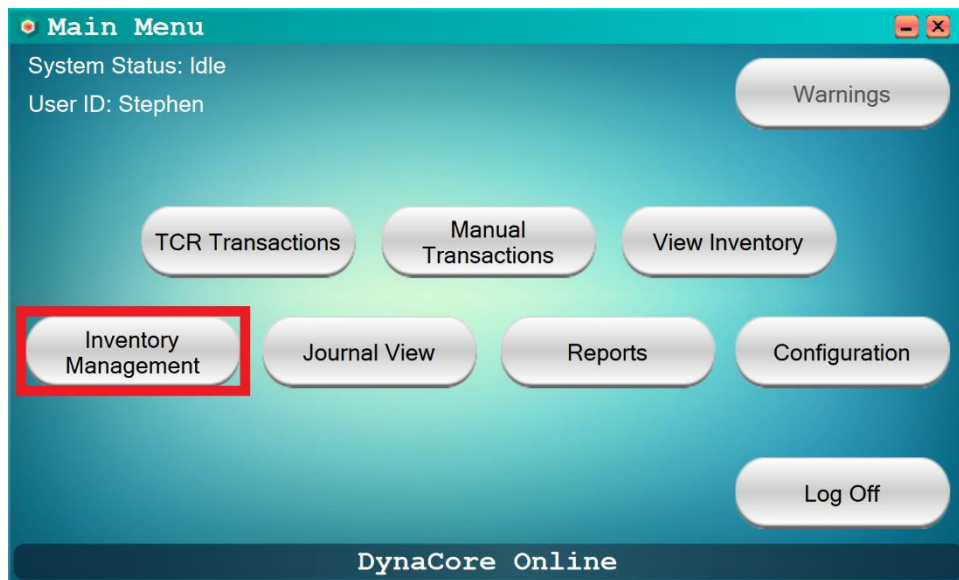 Main Menu
System Status: Idle
User ID: Stephen
Warnings
TCR Transactions
Manual
Transactions
View Inventory
Inventory
Management
Journal View
Reports
Configuration
Log Off
DynaCore Online